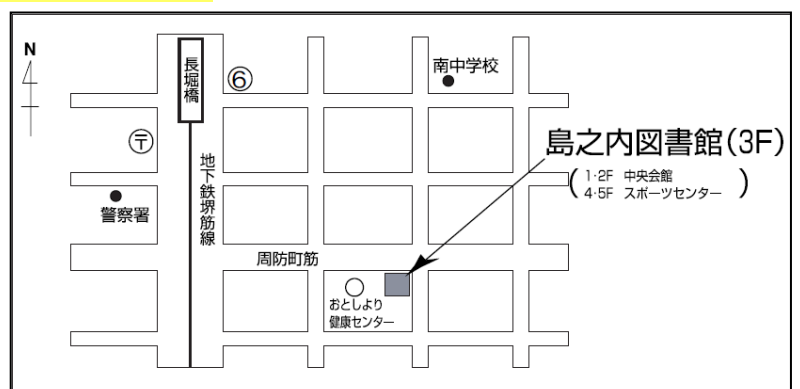 N
長堀橋
⑥
南中学校
〒
島之内図書館(3F)
(1·2F 中央会館
4·5F スポーツセンター)
地下鉄堺筋線
警察署
周防町筋
おとしより
健康センター